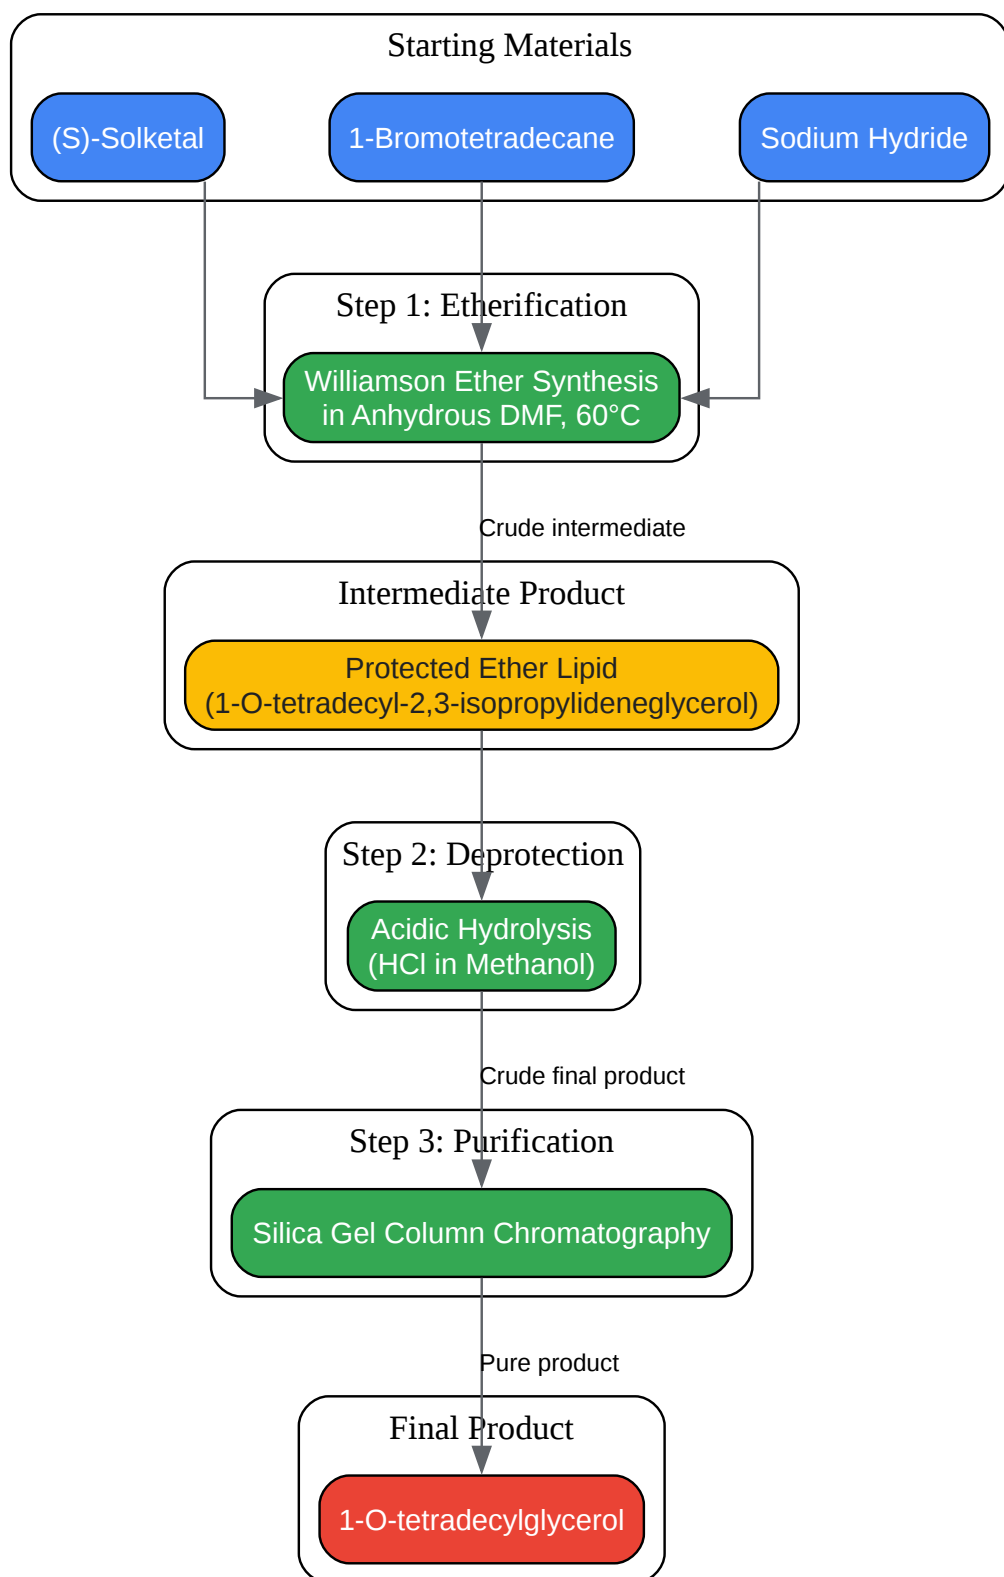 Starting Materials
(S)-Solketal
1-Bromotetradecane
Sodium Hydride
Step 1: Etherification
Williamson Ether Synthesis
in Anhydrous DMF, 60°C
Crude intermediate
Intermediate Product
Protected Ether Lipid
(1-O-tetradecyl-2,3-isopropylideneglycerol)
Step 2: Deprotection
Acidic Hydrolysis
(HCl in Methanol)
Crude final product
Step 3: Purification
Silica Gel Column Chromatography
Pure product
Final Product
1-O-tetradecylglycerol